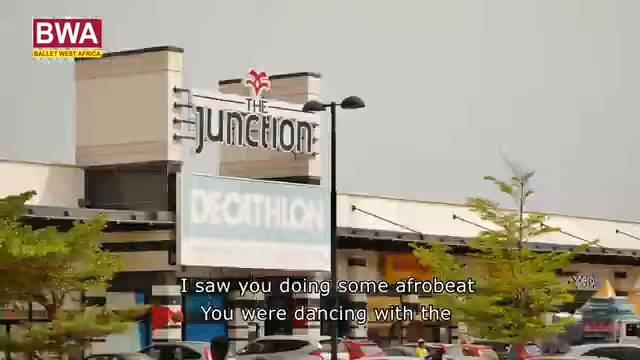 BWA
BALLET WEST AFRICA
THE
JUNCTION
DECATHLON
I saw you doing some afrobeat
You were dancing with the